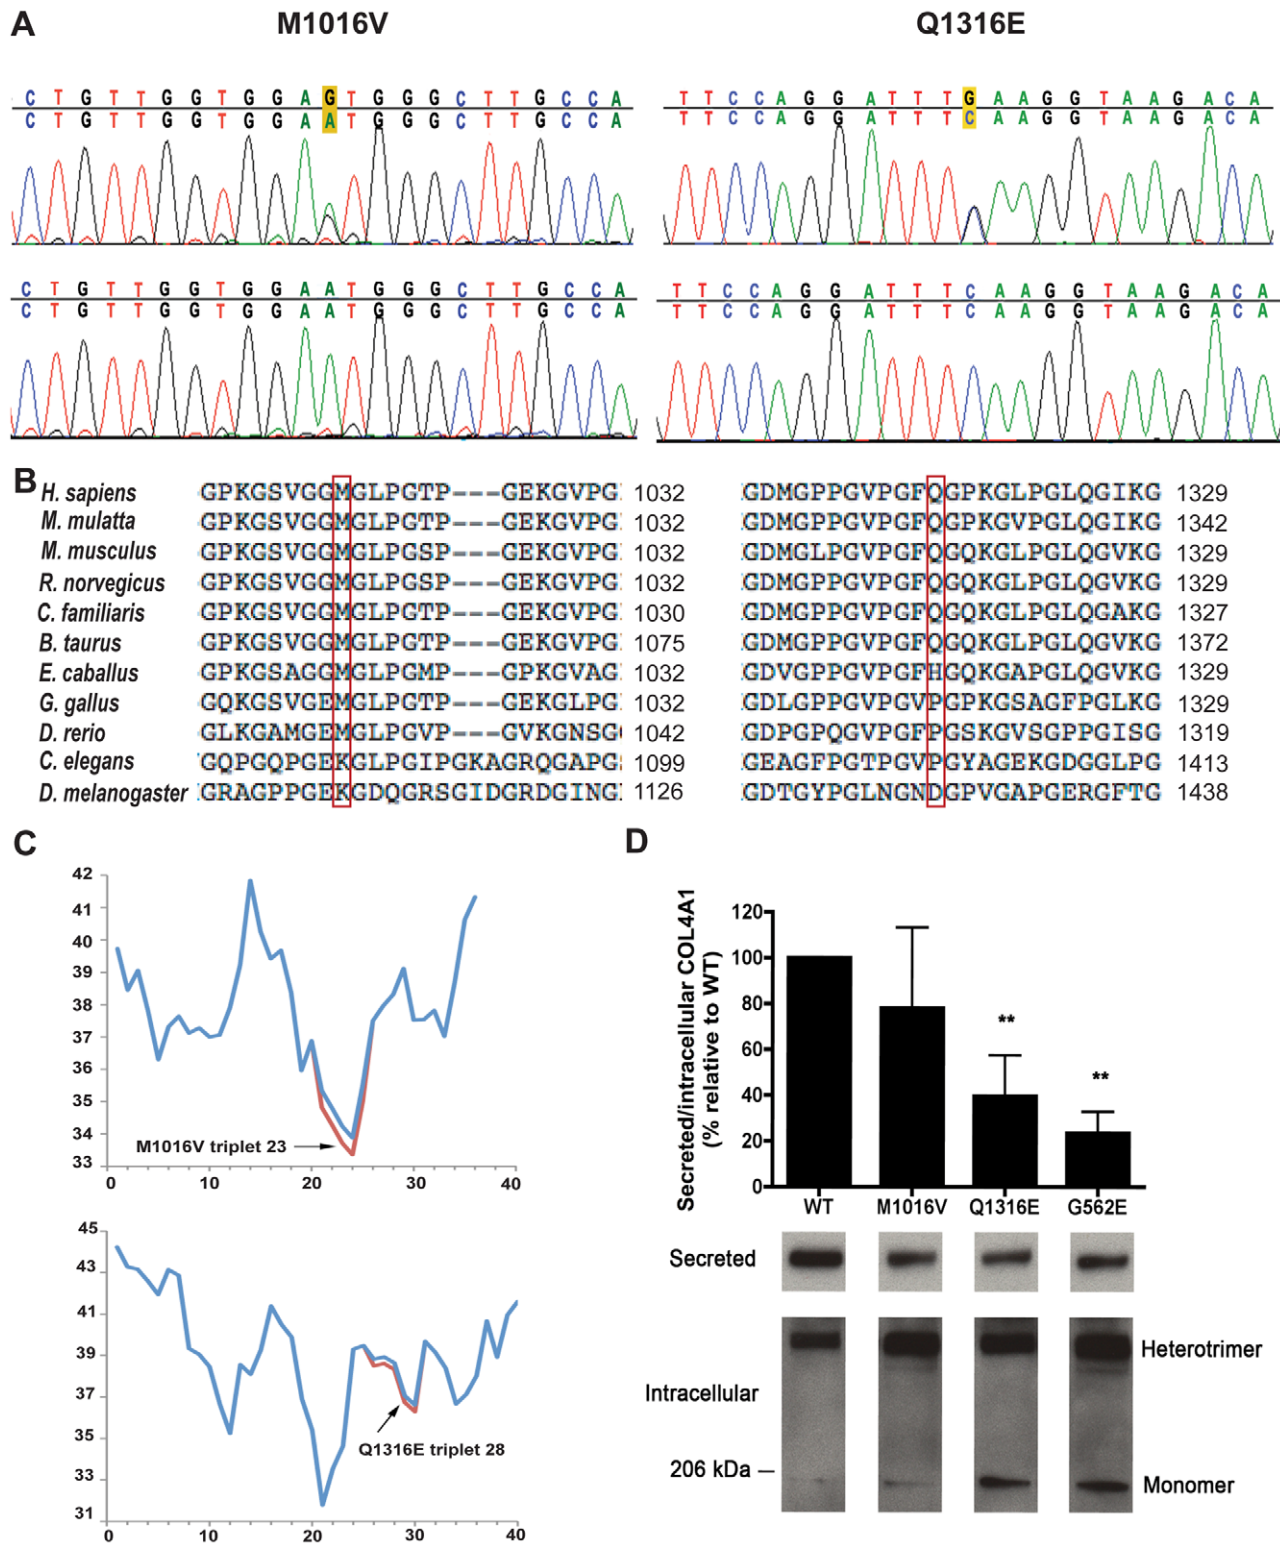 A
M1016V
Q1316E
C T G T T G G T G G A G T G G G C T T G C C A
C T G T T G G T G G A A T G G G C T T G C C A
T T C C A G G A T T T G A A G G T A A G A C A
T T C C A G G A T T T C A A G G T A A G A C A
C T G T T G G T G G A A T G G G C T T G C C A
C T G T T G G T G G A A T G G G C T T G C C A
T T C C A G G A T T T C A A G G T A A G A C A
T T C C A G G A T T T C A A G G T A A G A C A
B
H. sapiens GPKGSVGGMGLPGTP---GEKGVPG 1032 GDMGPPGVPGFQGPKGLPGLQGIKG 1329
M. mulatta GPKGSVGGMGLPGTP---GEKGVPG 1032 GDMGPPGVPGFQGPKGVPGLQGIKG 1342
M. musculus GPKGSVGGMGLPGSP---GEKGVPG 1032 GDMGLPGVPGFQGQKGLPGLQGVKG 1329
R. norvegicus GPKGSVGGMGLPGSP---GEKGVPG 1032 GDMGPPGVPGFQGQKGLPGLQGVKG 1329
C. familiaris GPKGSVGGMGLPGTP---GEKGVPG 1030 GDMGPPGVPGFQGQKGLPGLQGAKG 1327
B. taurus GPKGSVGGMGLPGTP---GEKGVPG 1075 GDMGPPGVPGFQGQKGLPGLQGVKG 1372
E. caballus GPKGSAGGMGLPGMP---GPKGVAG 1032 GDVGPPGVPGFHGQKGAPGLQGVKG 1329
G. gallus GQKGSVGEMGLPGTP---GEKGLPG 1032 GDLGPPGVPGVPGPKGSAGFPGLKG 1329
D. rerio GLKGAMGEMGLPGVP---GVKGNSG 1042 GDPGPQGVPGFPGSKGVSGPPGISG 1319
C. elegans GQPGQPGEKGLPGIPGKAGRQGAPG 1099 GEAGFPGTPGVPGYAGEKGDGGLPG 1413
D. melanogaster GRAGPPGEKGDQGRSGIDGRDGING 1126 GDTGYPGLNGNDGPVGAPGERGFTG 1438
C
42
41
40
39
38
37
36
35
34
33
M1016V triplet 23
0 10 20 30 40
45
43
41
39
37
35
33
31
Q1316E triplet 28
0 10 20 30 40
D
Secreted/intracellular COL4A1
(% relative to WT)
120
100
80
60
40
20
0
**
**
WT M1016V Q1316E G562E
Secreted
Intracellular
Heterotrimer
206 kDa
Monomer